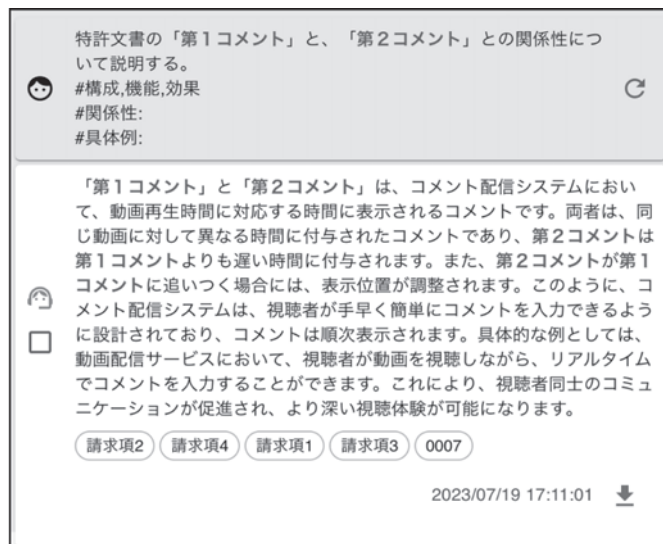 特許文書の「第1コメント」と、「第2コメント」との関係性につ
いて説明する。
#構成,機能,効果
#関係性:
#具体例:
「第1コメント」と「第2コメント」は、コメント配信システムにおい
て、動画再生時間に対応する時間に表示されるコメントです。両者は、同
じ動画に対して異なる時間に付与されたコメントであり、第2コメントは
第1コメントよりも遅い時間に付与されます。また、第2コメントが第1
コメントに追いつく場合には、表示位置が調整されます。このように、コ
メント配信システムは、視聴者が手早く簡単にコメントを入力できるよう
に設計されており、コメントは順次表示されます。具体的な例としては、
動画配信サービスにおいて、視聴者が動画を視聴しながら、リアルタイム
でコメントを入力することができます。これにより、視聴者同士のコミュ
ニケーションが促進され、より深い視聴体験が可能になります。
請求項2 請求項4 請求項1 請求項3 0007
2023/07/19 17:11:01